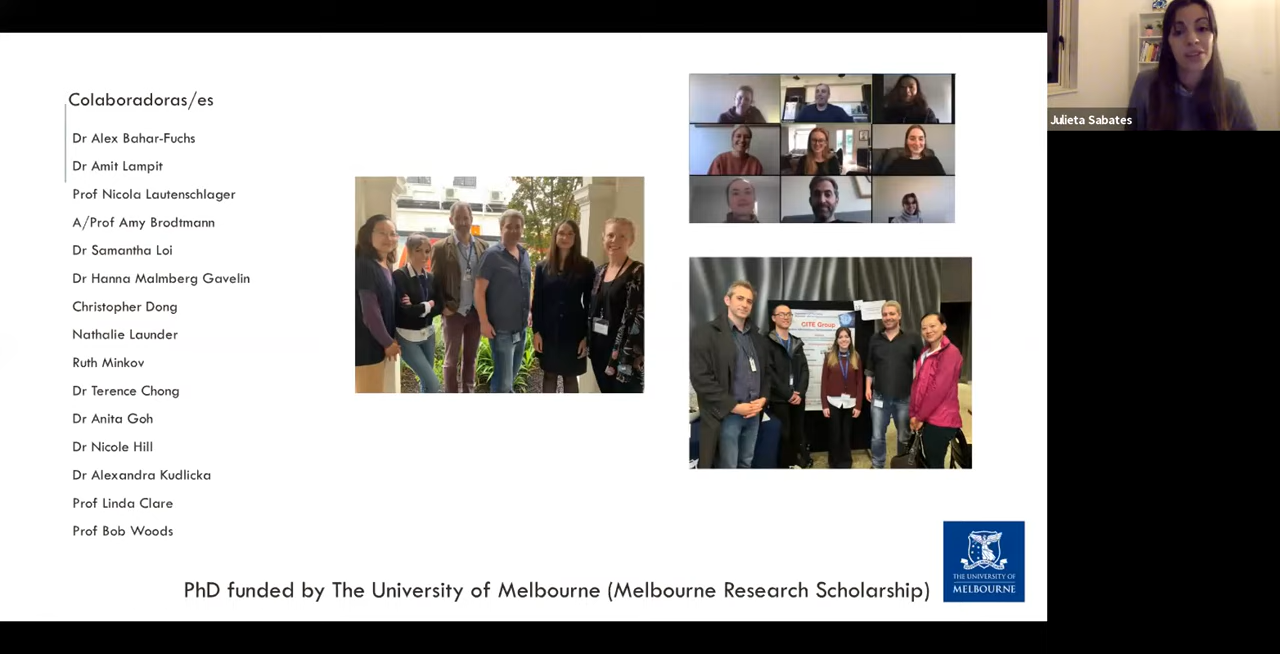 Colaboradoras/es
Dr Alex Bahar-Fuchs
Dr Amit Lampit
Prof Nicola Lautenschlager
A/Prof Amy Brodtmann
Dr Samantha Loi
Dr Hanna Malmberg Gavelin
Christopher Dong
Nathalie Launder
Ruth Minkov
Dr Terence Chong
Dr Anita Goh
Dr Nicole Hill
Dr Alexandra Kudlicka
Prof Linda Clare
Prof Bob Woods
CITE Group
PhD funded by The University of Melbourne (Melbourne Research Scholarship)
THE UNIVERSITY OF
MELBOURNE
Julieta Sabates